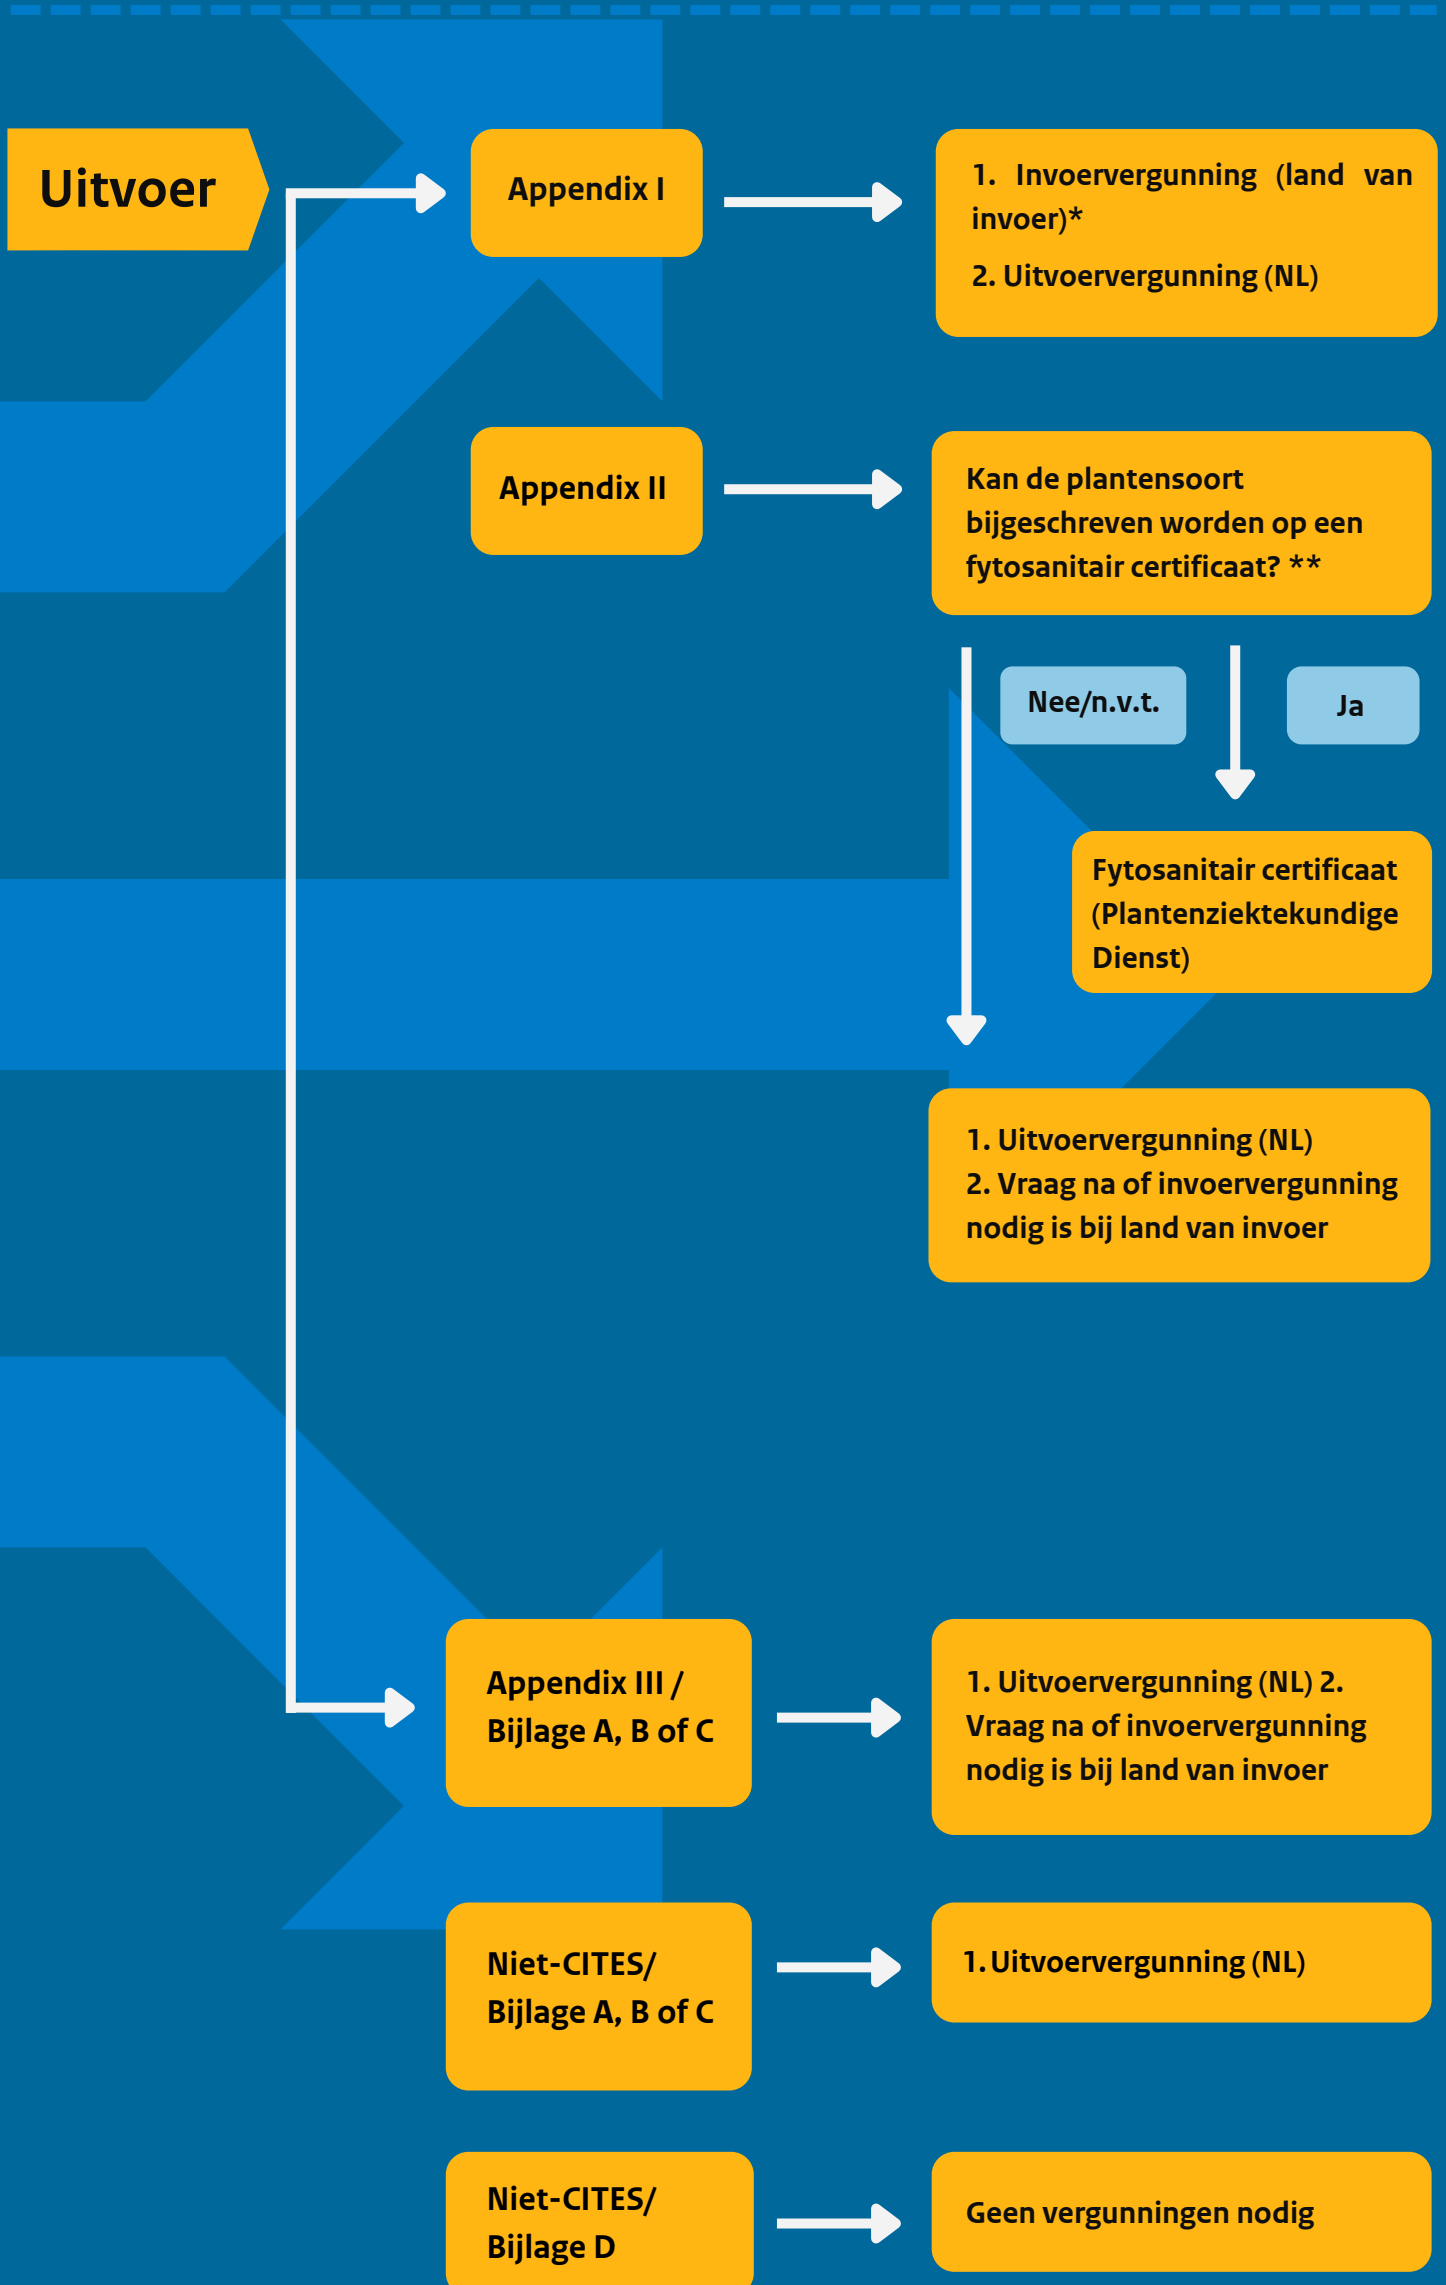 Uitvoer
Appendix I
1. Invoervergunning (land van
invoer)*
2. Uitvoervergunning (NL)
Appendix II
Kan de plantensoort
bijgeschreven worden op een
fytosanitair certificaat? **
Nee/n.v.t.
Ja
Fytosanitair certificaat
(Plantenziektekundige
Dienst)
1. Uitvoervergunning (NL)
2. Vraag na of invoervergunning
nodig is bij land van invoer
Appendix III /
Bijlage A, B of C
1. Uitvoervergunning (NL) 2.
Vraag na of invoervergunning
nodig is bij land van invoer
Niet-CITES/
Bijlage A, B of C
1. Uitvoervergunning (NL)
Niet-CITES/
Bijlage D
Geen vergunningen nodig